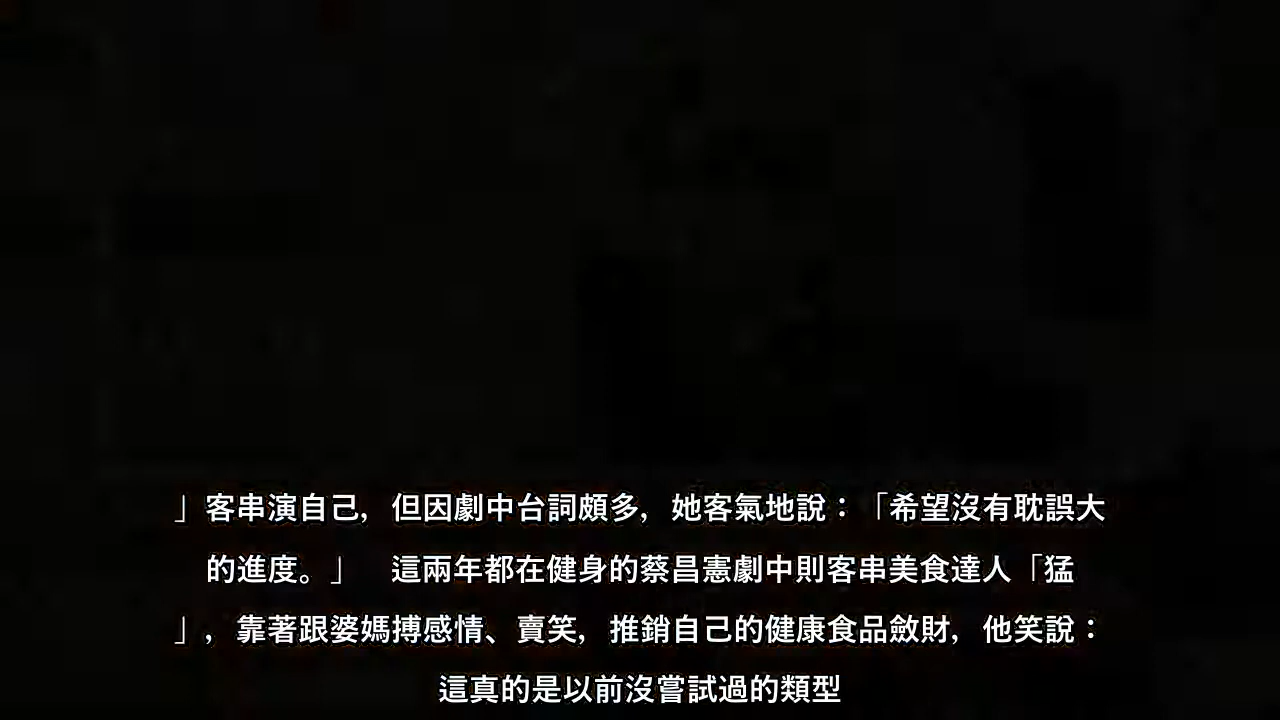 」客串演自己，但因劇中台詞頗多，她客氣地說：「希望沒有耽誤大
的進度。」　這兩年都在健身的蔡昌憲劇中則客串美食達人「猛
」，靠著跟婆媽搏感情、賣笑，推銷自己的健康食品斂財，他笑說：
這真的是以前沒嘗試過的類型